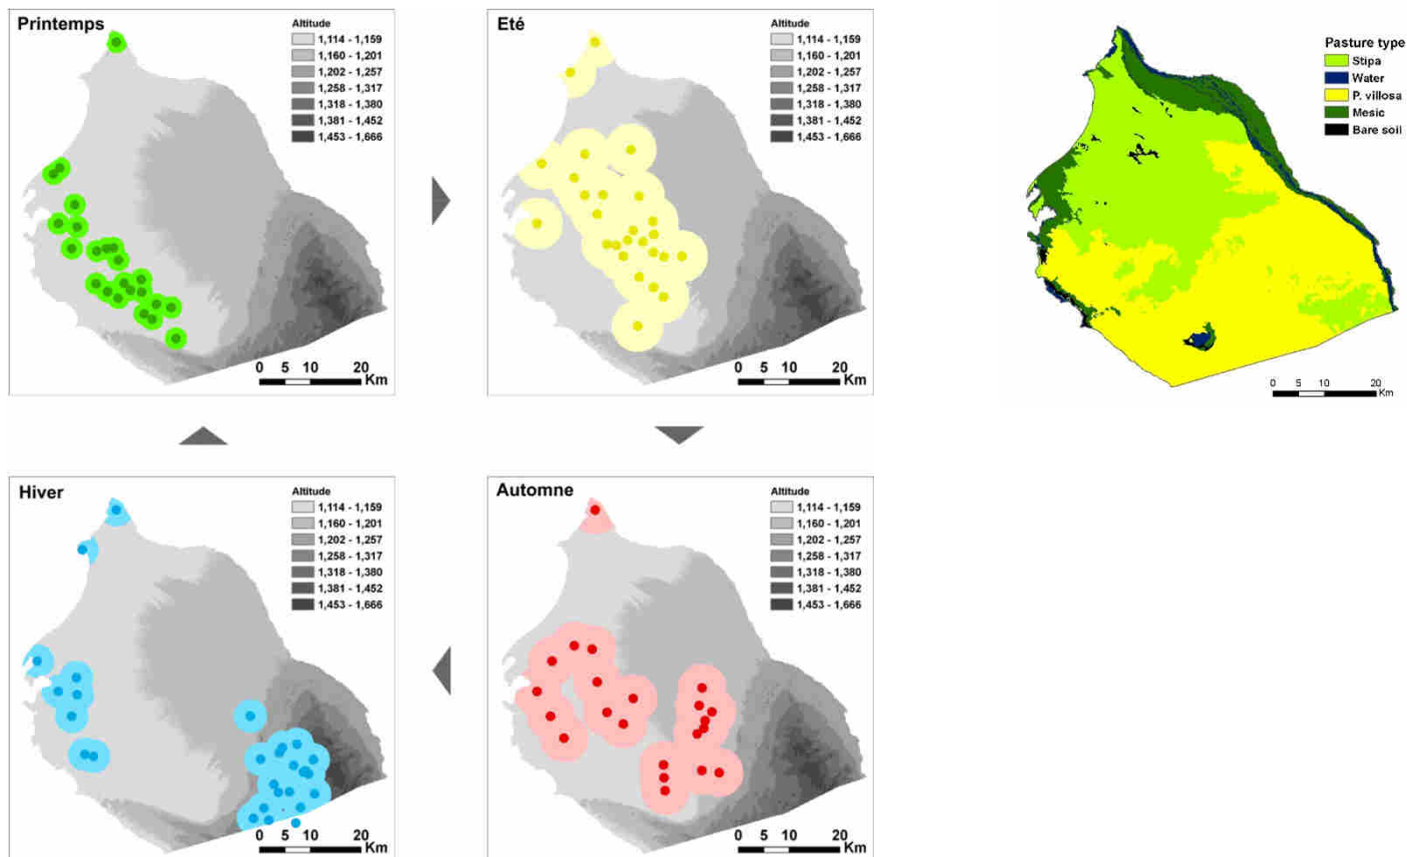 Printemps
Altitude
1,114 - 1,159
1,160 - 1,201
1,202 - 1,257
1,258 - 1,317
1,318 - 1,380
1,381 - 1,452
1,453 - 1,666
0 5 10 20
Km
Eté
Altitude
1,114 - 1,159
1,160 - 1,201
1,202 - 1,257
1,258 - 1,317
1,318 - 1,380
1,381 - 1,452
1,453 - 1,666
0 5 10 20
Km
Pasture type
Stipa
Water
P. villosa
Mesic
Bare soil
0 5 10 20
Km
Hiver
Altitude
1,114 - 1,159
1,160 - 1,201
1,202 - 1,257
1,258 - 1,317
1,318 - 1,380
1,381 - 1,452
1,453 - 1,666
0 5 10 20
Km
Automne
Altitude
1,114 - 1,159
1,160 - 1,201
1,202 - 1,257
1,258 - 1,317
1,318 - 1,380
1,381 - 1,452
1,453 - 1,666
0 5 10 20
Km